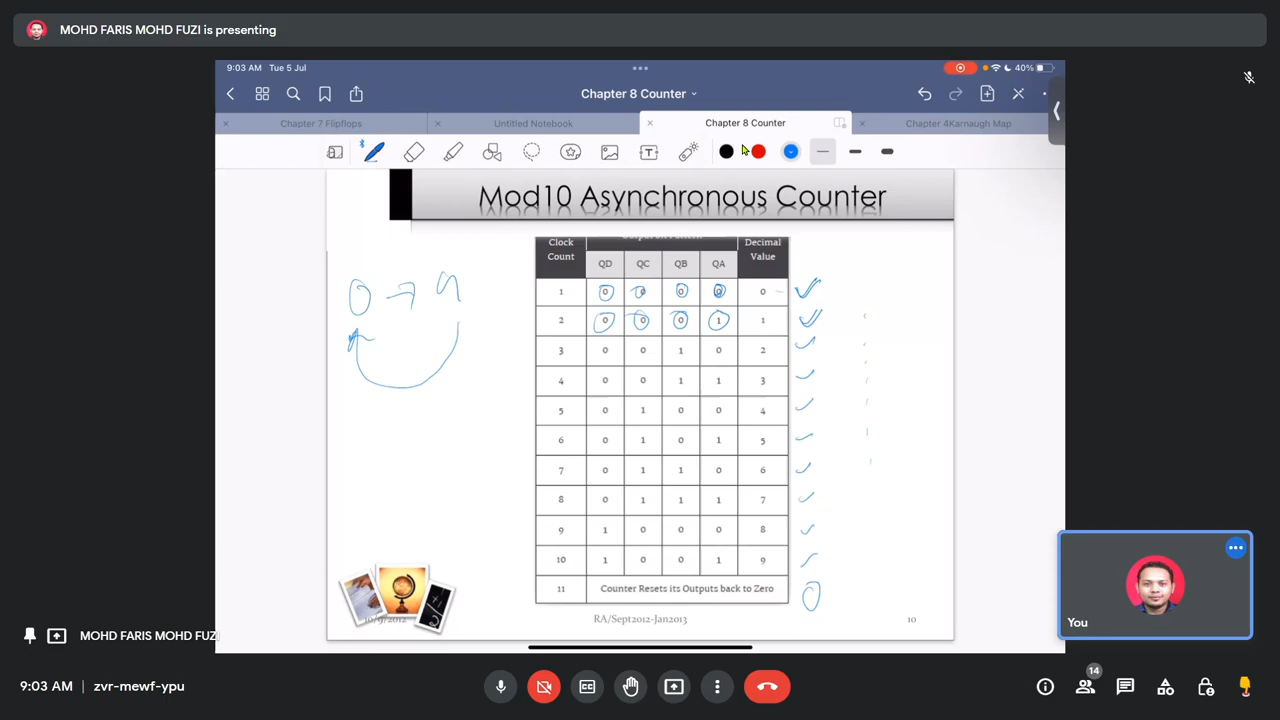 MOHD FARIS MOHD FUZI is presenting
9:03 AM Tue 5 Jul
40%
Chapter 8 Counter
Chapter 7 Flipflops
Untitled Notebook
Chapter 8 Counter
Chapter 4Karnaugh Map
Mod10 Asynchronous Counter
Clock Count Decimal Value
QD QC QB QA
1 0 0 0 0 0
2 0 0 0 1 1
3 0 0 1 0 2
4 0 0 1 1 3
5 0 1 0 0 4
6 0 1 0 1 5
7 0 1 1 0 6
8 0 1 1 1 7
9 1 0 0 0 8
10 1 0 0 1 9
11 Counter Resets its Outputs back to Zero 0
0 → 9
10/9/2012 RA/Sept2012-Jan2013 10
MOHD FARIS MOHD FUZI
You
9:03 AM | zvr-mewf-ypu
14